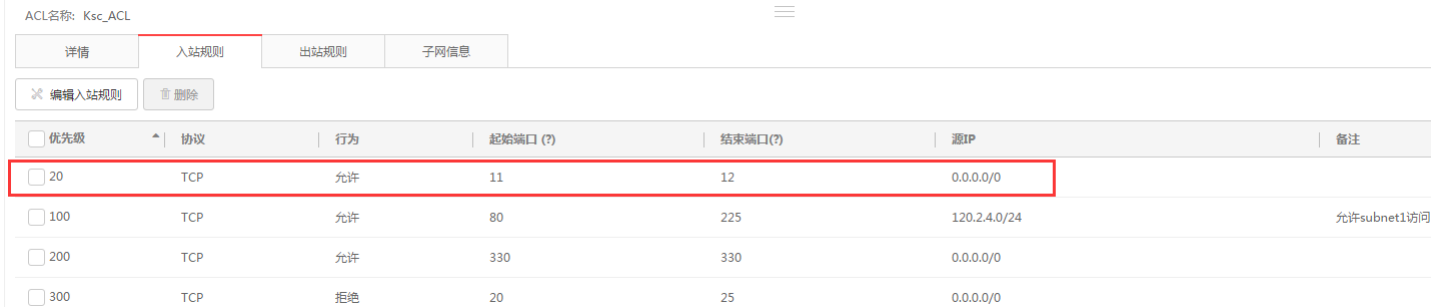 ACL名称: Ksc_ACL
详情 入站规则 出站规则 子网信息
编辑入站规则 删除
优先级 协议 行为 起始端口 (?) 结束端口(?) 源IP 备注
20 TCP 允许 11 12 0.0.0.0/0
100 TCP 允许 80 225 120.2.4.0/24 允许subnet1访问
200 TCP 允许 330 330 0.0.0.0/0
300 TCP 拒绝 20 25 0.0.0.0/0